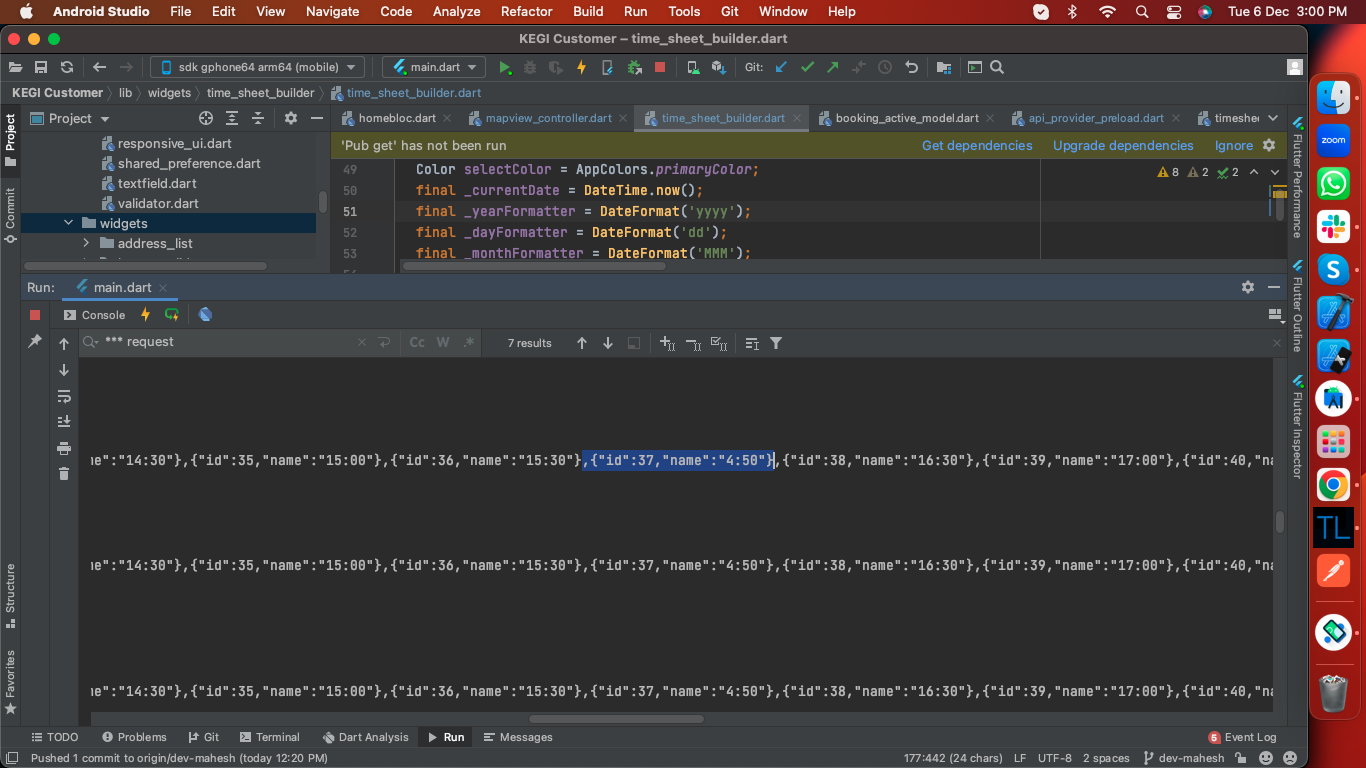 Android Studio File Edit View Navigate Code Analyze Refactor Build Run Tools Git Window Help Tue 6 Dec 3:00 PM
KEGI Customer – time_sheet_builder.dart
sdk gphone64 arm64 (mobile) main.dart Git:
KEGI Customer lib widgets time_sheet_builder time_sheet_builder.dart
Project homebloc.dart mapview_controller.dart time_sheet_builder.dart booking_active_model.dart api_provider_preload.dart timeshee
'Pub get' has not been run Get dependencies Upgrade dependencies Ignore
responsive_ui.dart
shared_preference.dart
textfield.dart
validator.dart
widgets
address_list
49 Color selectColor = AppColors.primaryColor;
50 final _currentDate = DateTime.now();
51 final _yearFormatter = DateFormat('yyyy');
52 final _dayFormatter = DateFormat('dd');
53 final _monthFormatter = DateFormat('MMM');
8 2 2
Run: main.dart
Console
*** request Cc W .* 7 results
me":"14:30"},{"id":35,"name":"15:00"},{"id":36,"name":"15:30"},{"id":37,"name":"4:50"},{"id":38,"name":"16:30"},{"id":39,"name":"17:00"},{"id":40,"na
me":"14:30"},{"id":35,"name":"15:00"},{"id":36,"name":"15:30"},{"id":37,"name":"4:50"},{"id":38,"name":"16:30"},{"id":39,"name":"17:00"},{"id":40,"na
me":"14:30"},{"id":35,"name":"15:00"},{"id":36,"name":"15:30"},{"id":37,"name":"4:50"},{"id":38,"name":"16:30"},{"id":39,"name":"17:00"},{"id":40,"na
Project
Commit
Structure
Favorites
Flutter Performance
Flutter Outline
Flutter Inspector
zoom
S
TL
TODO Problems Git Terminal Dart Analysis Run Messages 5 Event Log
Pushed 1 commit to origin/dev-mahesh (today 12:20 PM) 177:442 (24 chars) LF UTF-8 2 spaces dev-mahesh